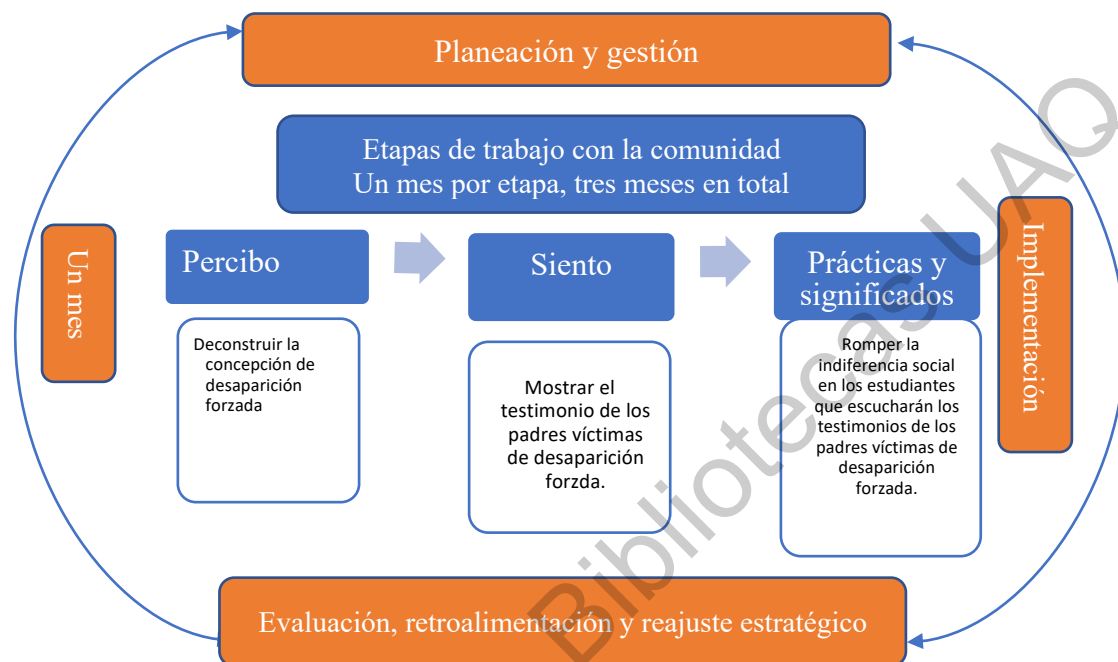 Planeación y gestión
Etapas de trabajo con la comunidad
Un mes por etapa, tres meses en total
Un mes
Percibo
Deconstruir la
concepción de
desaparición
forzada
Siento
Mostrar el
testimonio de los
padres víctimas
de desaparición
forzda.
Prácticas y
significados
Romper la
indiferencia social
en los estudiantes
que escucharán los
testimonios de los
padres víctimas de
desaparición
forzada.
Implementación
Evaluación, retroalimentación y reajuste estratégico
Bibliotecas UAQ